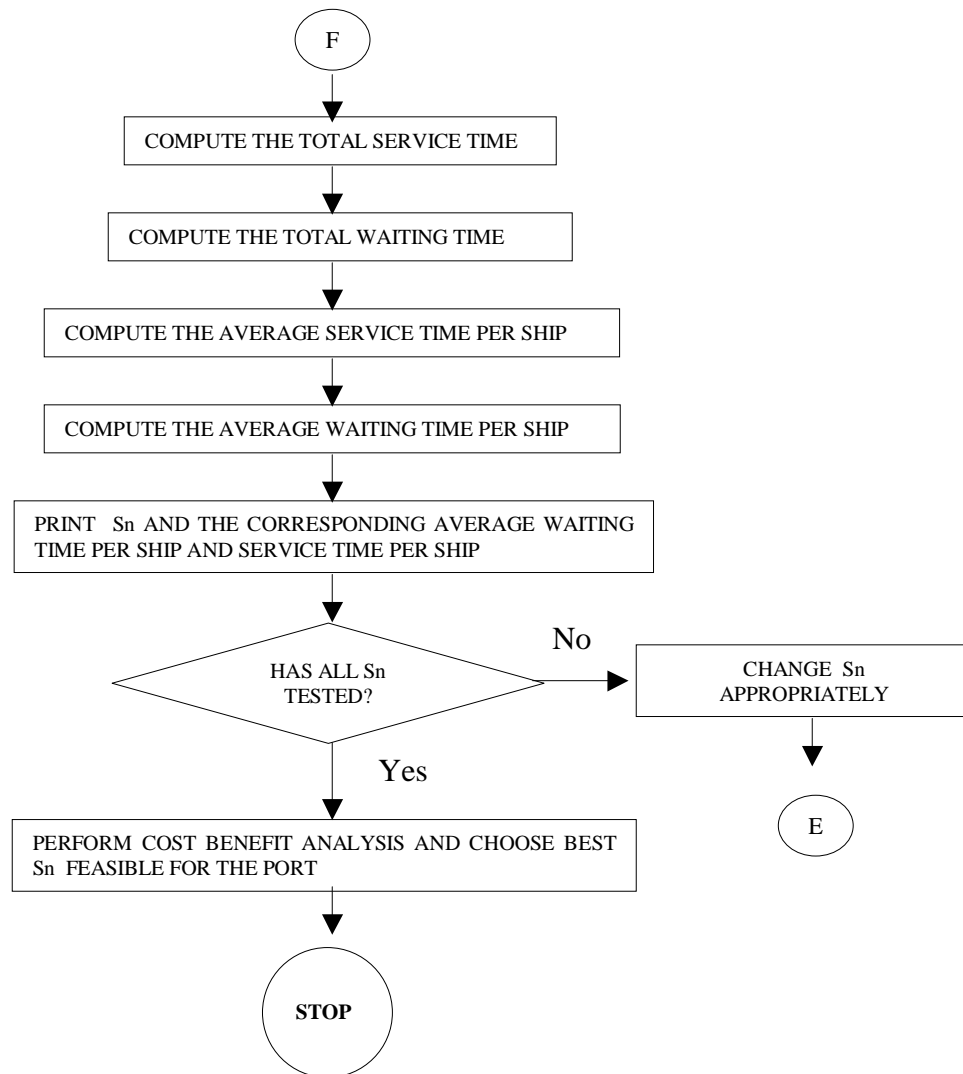 F
COMPUTE THE TOTAL SERVICE TIME
COMPUTE THE TOTAL WAITING TIME
COMPUTE THE AVERAGE SERVICE TIME PER SHIP
COMPUTE THE AVERAGE WAITING TIME PER SHIP
PRINT Sn AND THE CORRESPONDING AVERAGE WAITING
TIME PER SHIP AND SERVICE TIME PER SHIP
HAS ALL Sn
TESTED?
No
CHANGE Sn
APPROPRIATELY
E
Yes
PERFORM COST BENEFIT ANALYSIS AND CHOOSE BEST
Sn FEASIBLE FOR THE PORT
STOP